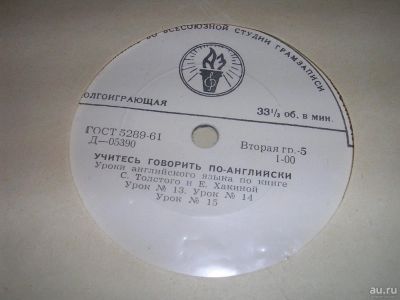 ВСЕСОЮЗНОЙ СТУДИИ ГРАМЗАПИСИ
ДЗ
ДОЛГОИГРАЮЩАЯ
33⅓ об. в мин.
ГОСТ 5289-61
Д—05390
Вторая гр.-5
1-00
УЧИТЕСЬ ГОВОРИТЬ ПО-АНГЛИЙСКИ
Уроки английского языка по книге
С. Толстого и Е. Хакиной
Урок № 13. Урок № 14
Урок № 15
au.ru